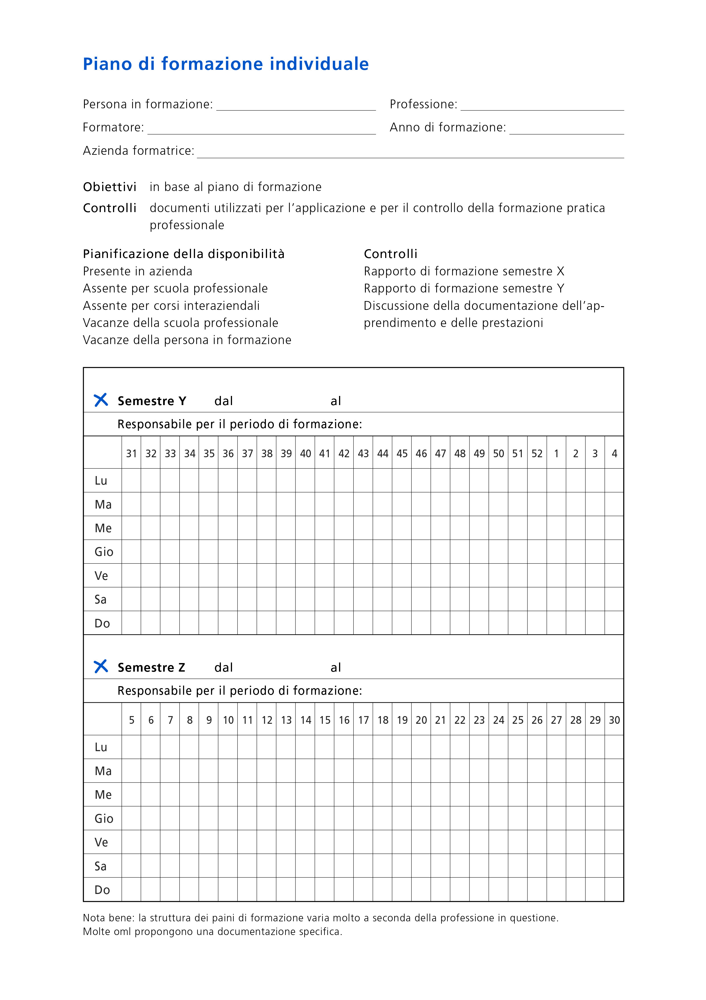 Piano di formazione individuale
Persona in formazione: Professione:
Formatore: Anno di formazione:
Azienda formatrice:
Obiettivi in base al piano di formazione
Controlli documenti utilizzati per l’applicazione e per il controllo della formazione pratica
professionale
Pianificazione della disponibilità
Presente in azienda
Assente per scuola professionale
Assente per corsi interaziendali
Vacanze della scuola professionale
Vacanze della persona in formazione
Controlli
Rapporto di formazione semestre X
Rapporto di formazione semestre Y
Discussione della documentazione dell’ap-
prendimento e delle prestazioni
Semestre Y dal al
Responsabile per il periodo di formazione:
31 32 33 34 35 36 37 38 39 40 41 42 43 44 45 46 47 48 49 50 51 52 1 2 3 4
Lu
Ma
Me
Gio
Ve
Sa
Do
Semestre Z dal al
Responsabile per il periodo di formazione:
5 6 7 8 9 10 11 12 13 14 15 16 17 18 19 20 21 22 23 24 25 26 27 28 29 30
Lu
Ma
Me
Gio
Ve
Sa
Do
Nota bene: la struttura dei paini di formazione varia molto a seconda della professione in questione.
Molte oml propongono una documentazione specifica.